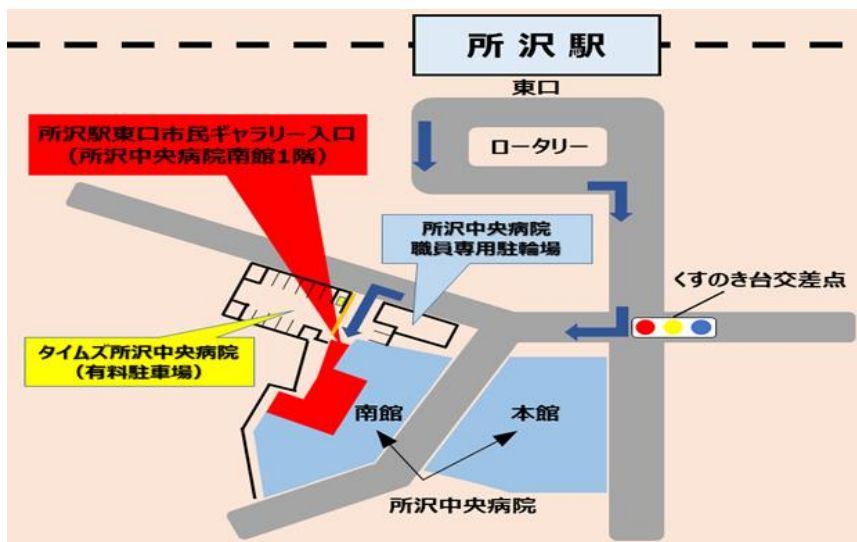 所沢駅
東口
ロータリー
所沢駅東口市民ギャラリー入口
(所沢中央病院南館1階)
所沢中央病院
職員専用駐輪場
くすのき台交差点
タイムズ所沢中央病院
(有料駐車場)
南館
本館
所沢中央病院